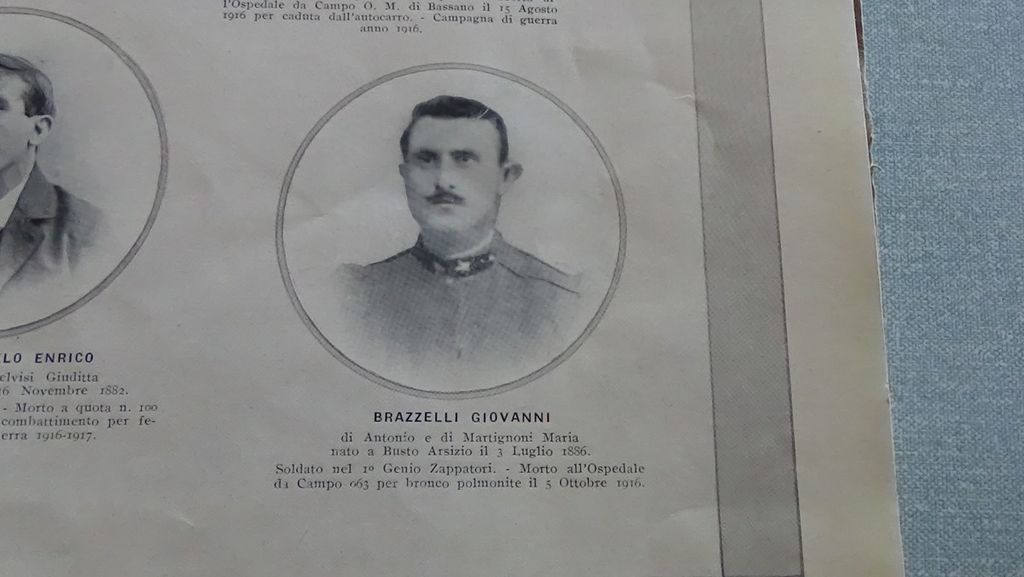 l'Ospedale da Campo O. M. di Bassano il 15 Agosto
1916 per caduta dall'autocarro. - Campagna di guerra
anno 1916.
LO ENRICO
elvisi Giuditta
6 Novembre 1882.
- Morto a quota n. 100
combattimento per fe-
erra 1916-1917.
BRAZZELLI GIOVANNI
di Antonio e di Martignoni Maria
nato a Busto Arsizio il 3 Luglio 1886.
Soldato nel 1º Genio Zappatori. - Morto all'Ospedale
da Campo 063 per bronco polmonite il 5 Ottobre 1916.